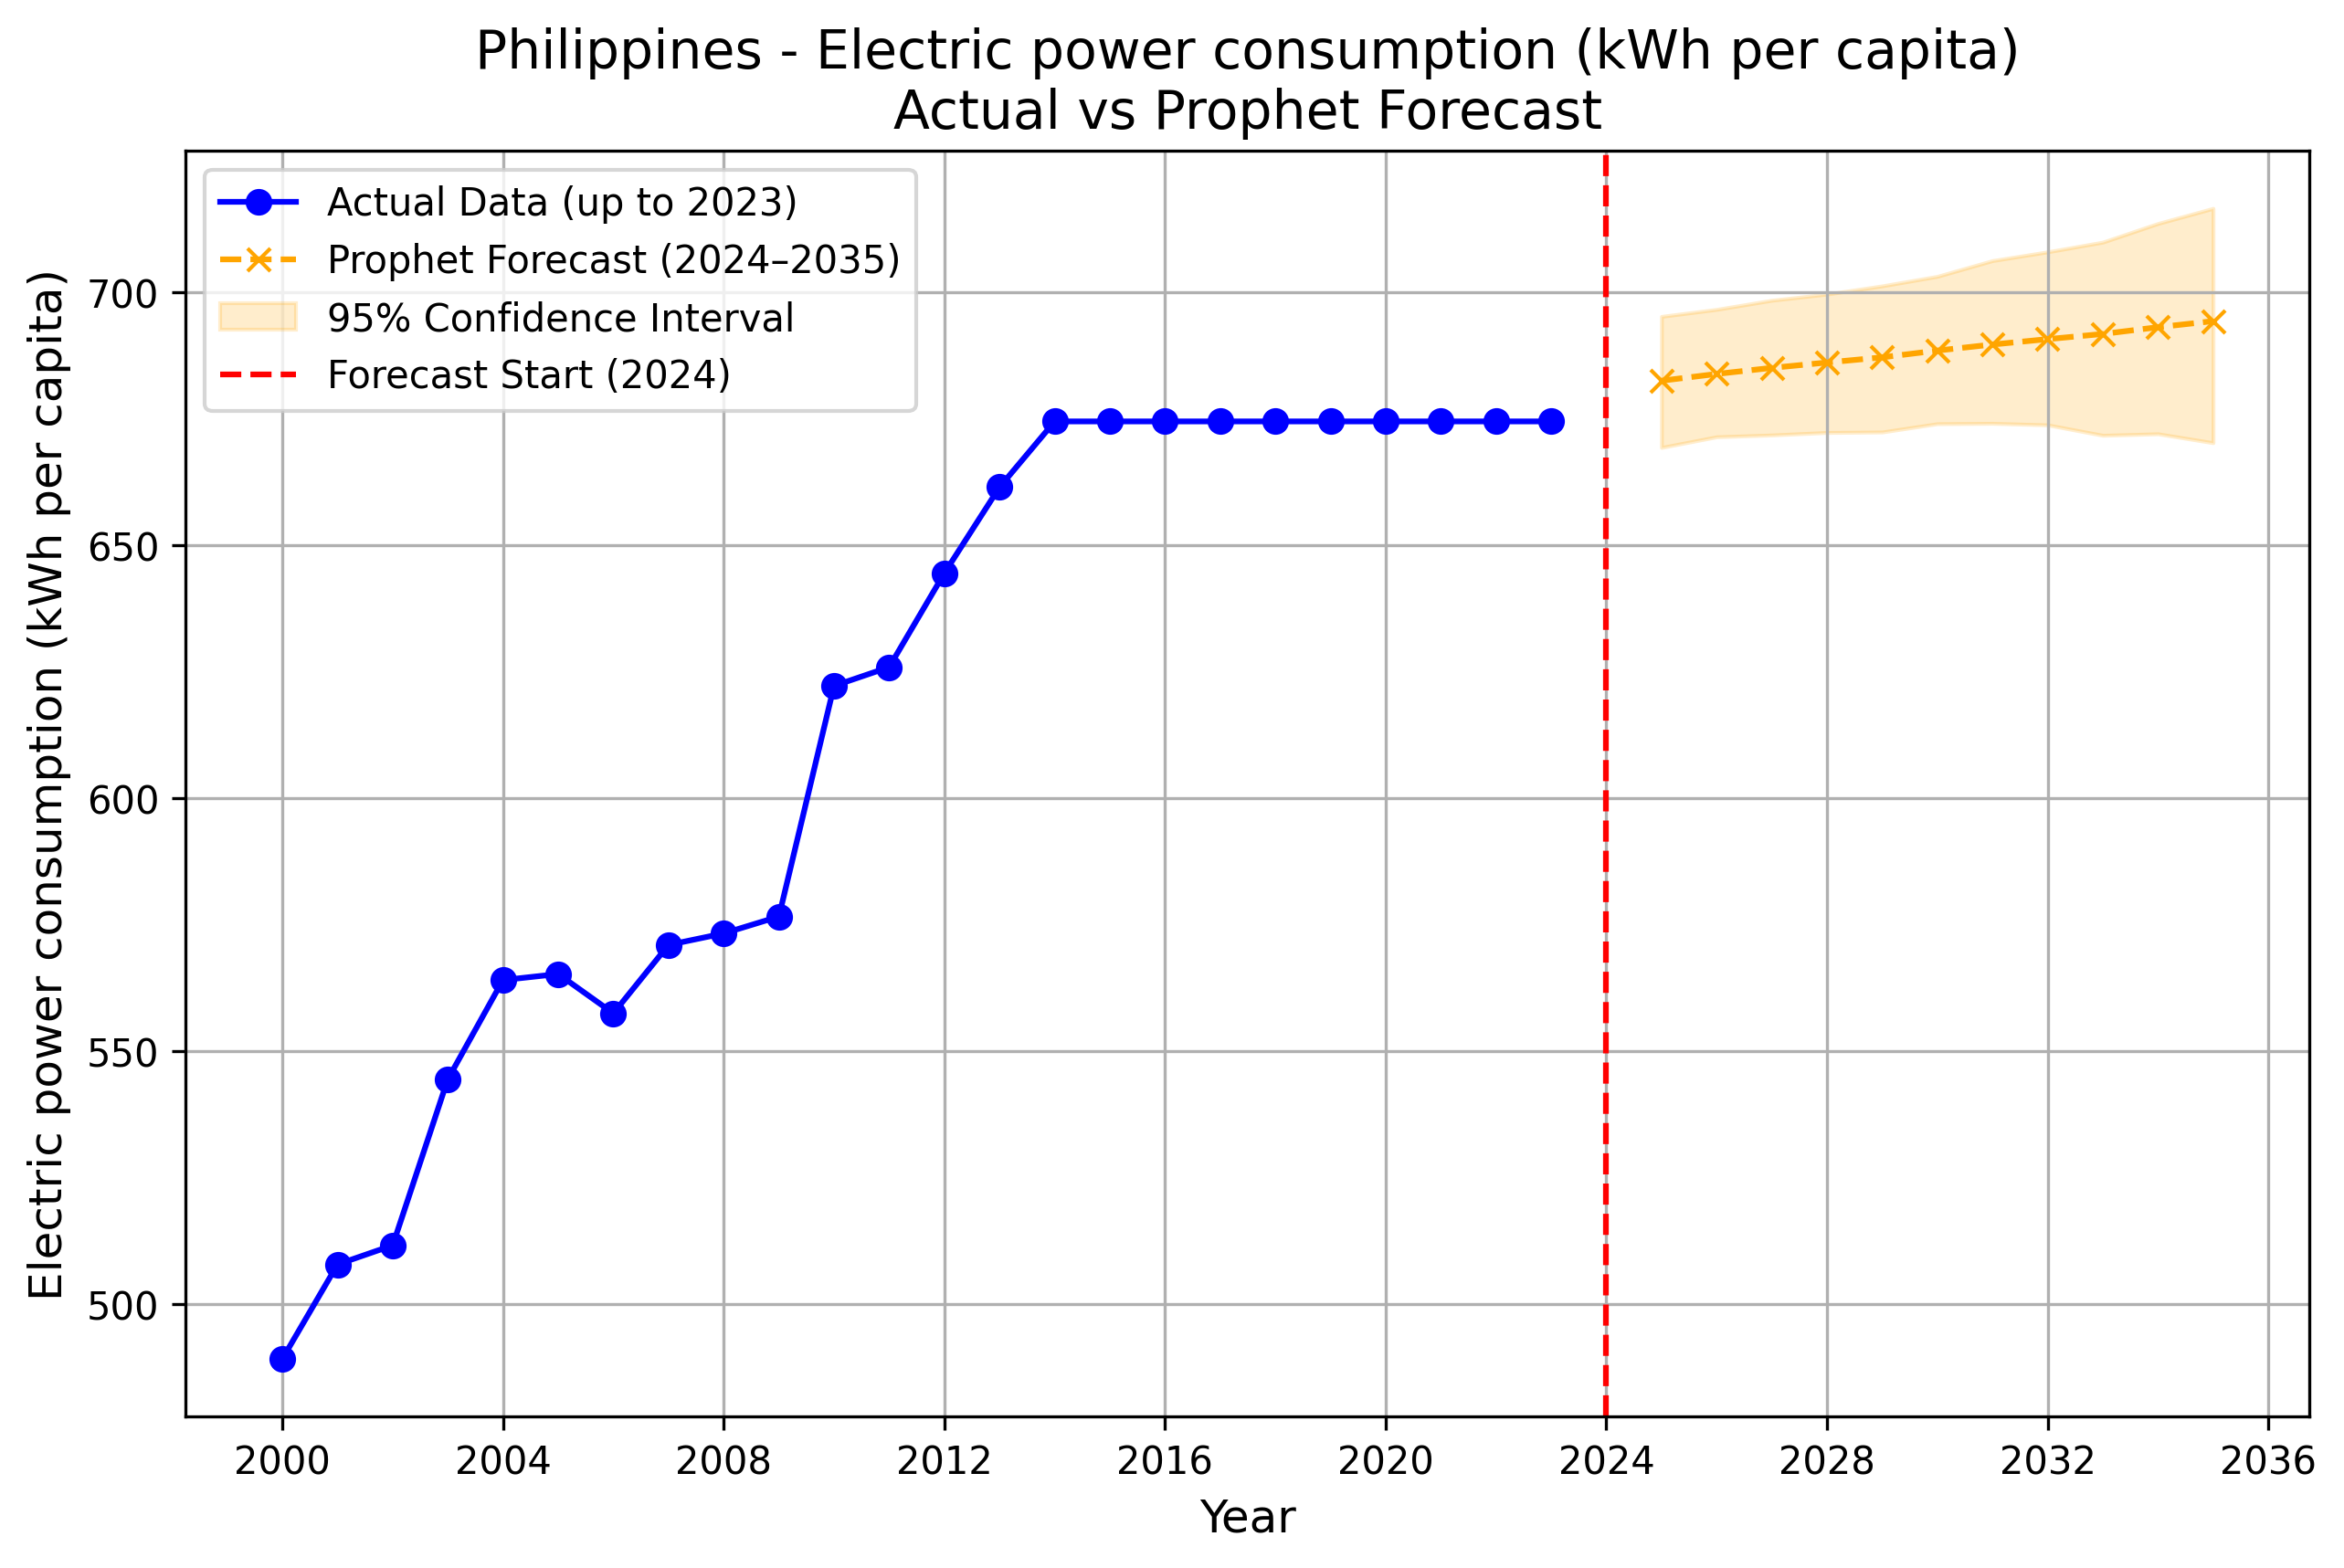 Philippines - Electric power consumption (kWh per capita)
Actual vs Prophet Forecast
Actual Data (up to 2023)
Prophet Forecast (2024–2035)
95% Confidence Interval
Forecast Start (2024)
Electric power consumption (kWh per capita)
700
650
600
550
500
2000 2004 2008 2012 2016 2020 2024 2028 2032 2036
Year